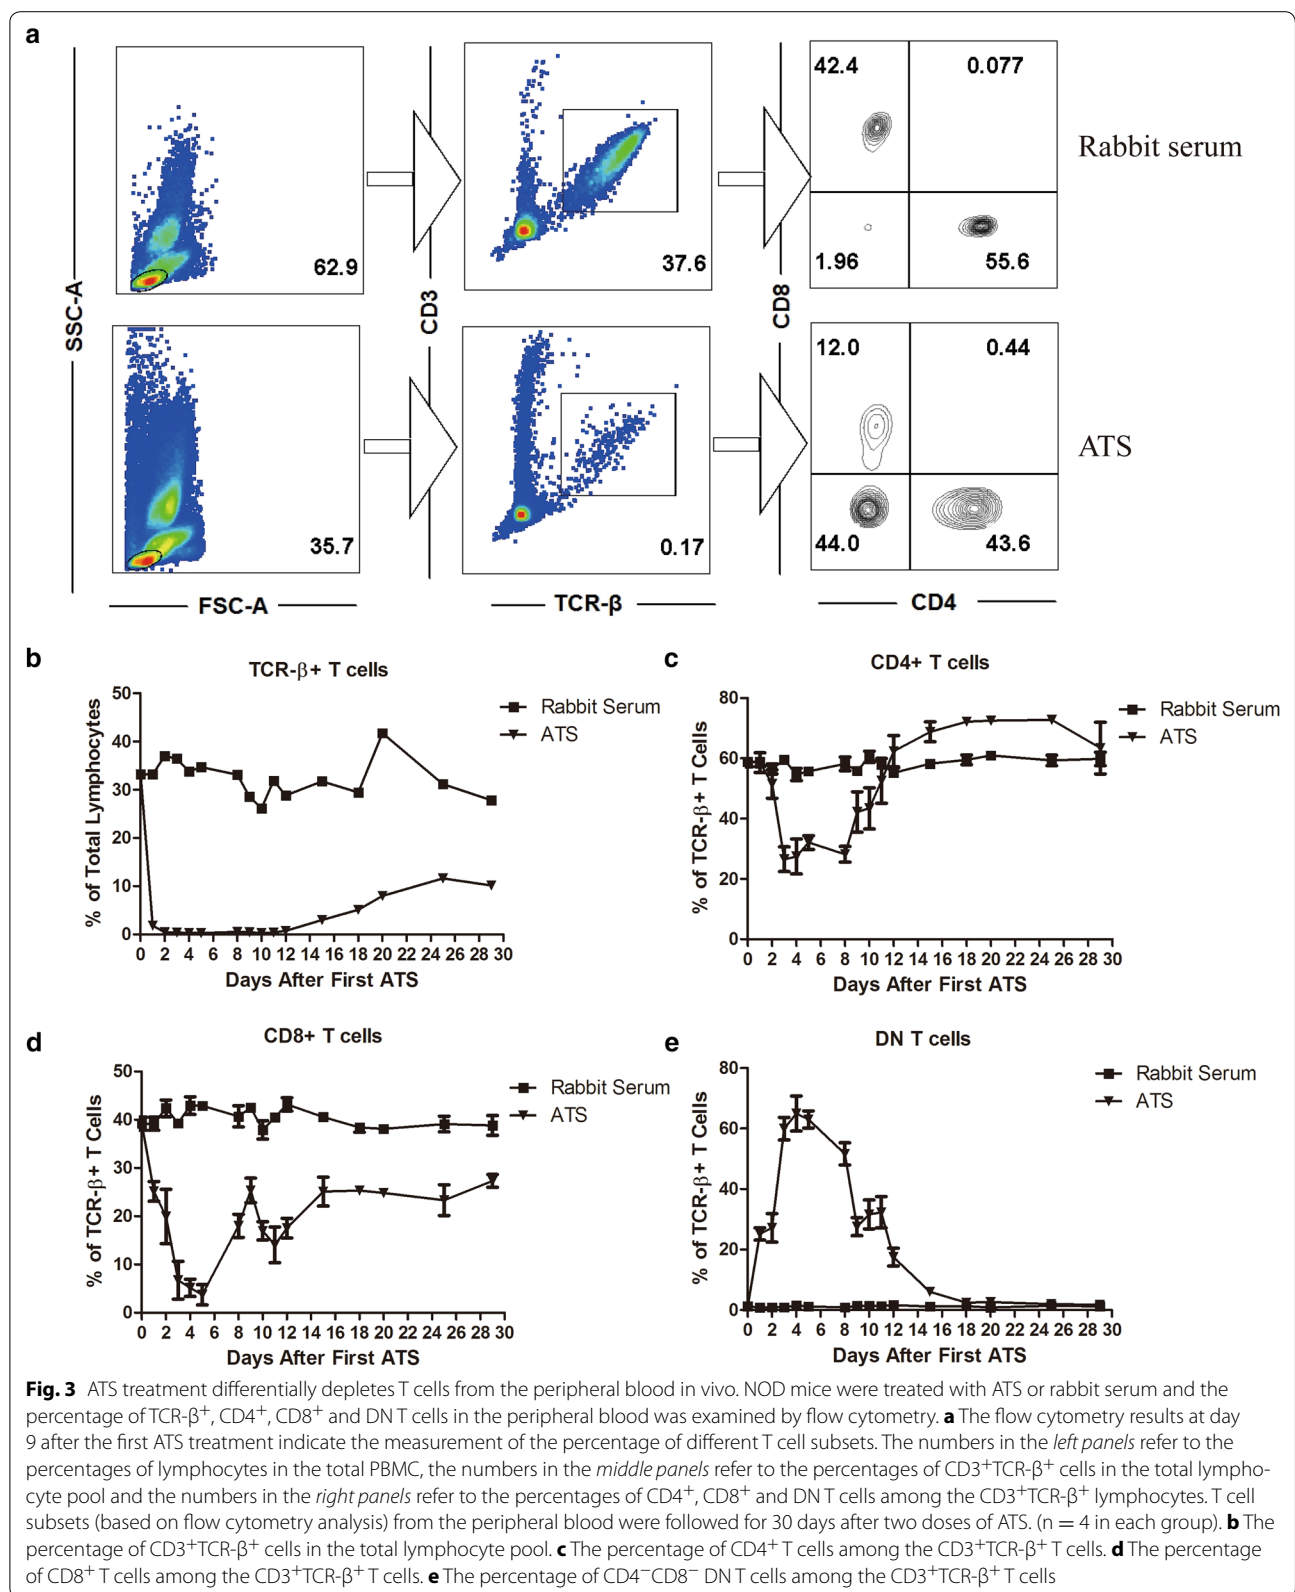 a
42.4 0.077
Rabbit serum
62.9
37.6
1.96 55.6
SSC-A
CD3
CD8
12.0 0.44
ATS
35.7
0.17
44.0 43.6
FSC-A
TCR-β
CD4
b
TCR-β+ T cells
% of Total Lymphocytes
50
40
30
20
10
0
0 2 4 6 8 10 12 14 16 18 20 22 24 26 28 30
Days After First ATS
Rabbit Serum
ATS
c
CD4+ T cells
% of TCR-β+ T Cells
80
60
40
20
0
0 2 4 6 8 10 12 14 16 18 20 22 24 26 28 30
Days After First ATS
Rabbit Serum
ATS
d
CD8+ T cells
% of TCR-β+ T Cells
50
40
30
20
10
0
0 2 4 6 8 10 12 14 16 18 20 22 24 26 28 30
Days After First ATS
Rabbit Serum
ATS
e
DN T cells
% of TCR-β+ T Cells
80
60
40
20
0
0 2 4 6 8 10 12 14 16 18 20 22 24 26 28 30
Days After First ATS
Rabbit Serum
ATS
Fig. 3 ATS treatment differentially depletes T cells from the peripheral blood in vivo. NOD mice were treated with ATS or rabbit serum and the
percentage of TCR-β⁺, CD4⁺, CD8⁺ and DN T cells in the peripheral blood was examined by flow cytometry. a The flow cytometry results at day
9 after the first ATS treatment indicate the measurement of the percentage of different T cell subsets. The numbers in the left panels refer to the
percentages of lymphocytes in the total PBMC, the numbers in the middle panels refer to the percentages of CD3⁺TCR-β⁺ cells in the total lympho-
cyte pool and the numbers in the right panels refer to the percentages of CD4⁺, CD8⁺ and DN T cells among the CD3⁺TCR-β⁺ lymphocytes. T cell
subsets (based on flow cytometry analysis) from the peripheral blood were followed for 30 days after two doses of ATS. (n = 4 in each group). b The
percentage of CD3⁺TCR-β⁺ cells in the total lymphocyte pool. c The percentage of CD4⁺ T cells among the CD3⁺TCR-β⁺ T cells. d The percentage
of CD8⁺ T cells among the CD3⁺TCR-β⁺ T cells. e The percentage of CD4⁻CD8⁻ DN T cells among the CD3⁺TCR-β⁺ T cells